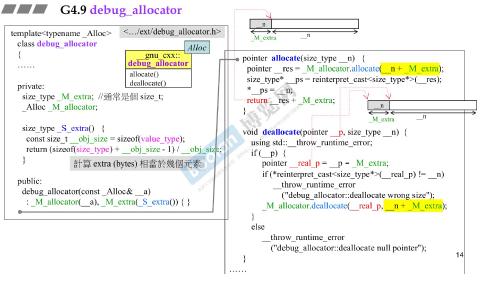 G4.9 debug_allocator
template<typename _Alloc>
<…/ext/debug_allocator.h>
class debug_allocator
{
……
private:
size_type _M_extra; //通常是個 size_t;
_Alloc _M_allocator;
size_type _S_extra() {
const size_t __obj_size = sizeof(value_type);
return (sizeof(size_type) + __obj_size - 1) / __obj_size;
}
計算 extra (bytes) 相當於幾個元素
public:
debug_allocator(const _Alloc& __a)
: _M_allocator(__a), _M_extra(_S_extra()) { }
Alloc
gnu_cxx::
debug_allocator
allocate()
deallocate()
__n
_M_extra
__n
pointer allocate(size_type __n) {
pointer __res = _M_allocator.allocate(__n + _M_extra);
size_type* __ps = reinterpret_cast<size_type*>(__res);
*__ps = __n;
return __res + _M_extra;
}
__n
_M_extra
__n
void deallocate(pointer __p, size_type __n) {
using std::__throw_runtime_error;
if (__p) {
pointer __real_p = __p - _M_extra;
if (*reinterpret_cast<size_type*>(__real_p) != __n)
__throw_runtime_error
("debug_allocator::deallocate wrong size");
_M_allocator.deallocate(__real_p, __n + _M_extra);
}
else
__throw_runtime_error
("debug_allocator::deallocate null pointer");
}
……
14